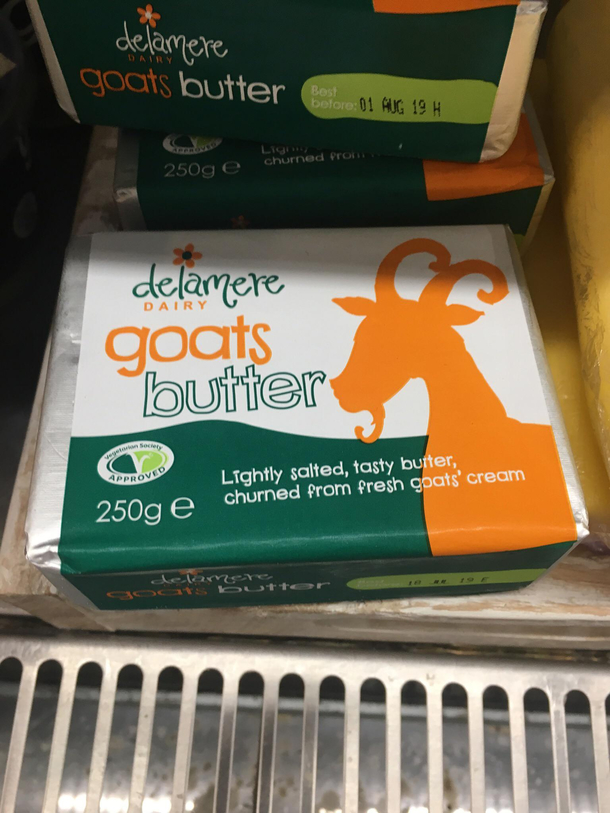 delamere
DAIRY
goats butter
Best
before: 01 AUG 19 H
APPROVED
250g e
churned from
delamere
DAIRY
goats
butter
Vegetarian Society
APPROVED
250g e
Lightly salted, tasty butter,
churned from fresh goats' cream
delamere
goats butter
19 E